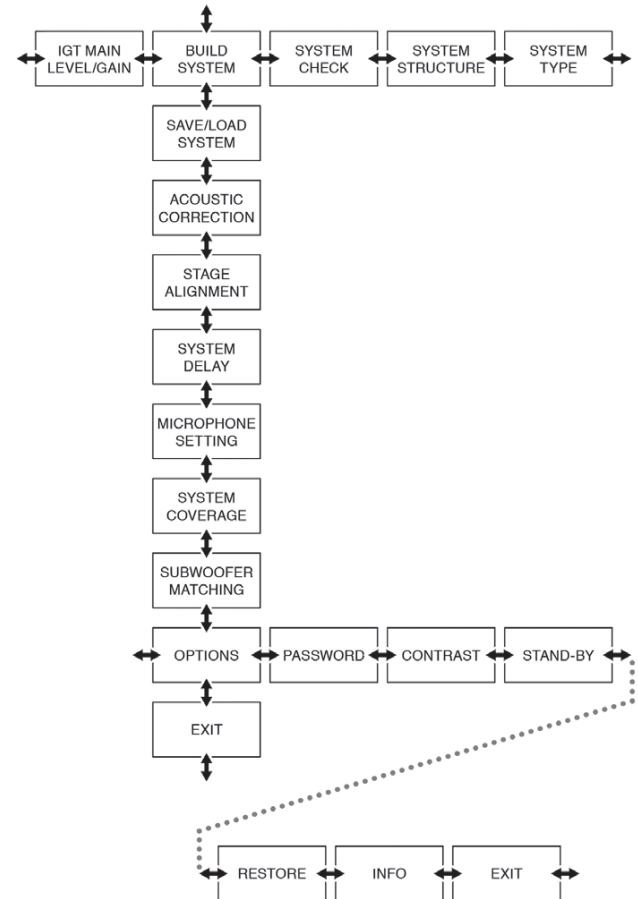 IGT MAIN
LEVEL/GAIN
BUILD
SYSTEM
SYSTEM
CHECK
SYSTEM
STRUCTURE
SYSTEM
TYPE
SAVE/LOAD
SYSTEM
ACOUSTIC
CORRECTION
STAGE
ALIGNMENT
SYSTEM
DELAY
MICROPHONE
SETTING
SYSTEM
COVERAGE
SUBWOOFER
MATCHING
OPTIONS
PASSWORD
CONTRAST
STAND-BY
EXIT
RESTORE
INFO
EXIT